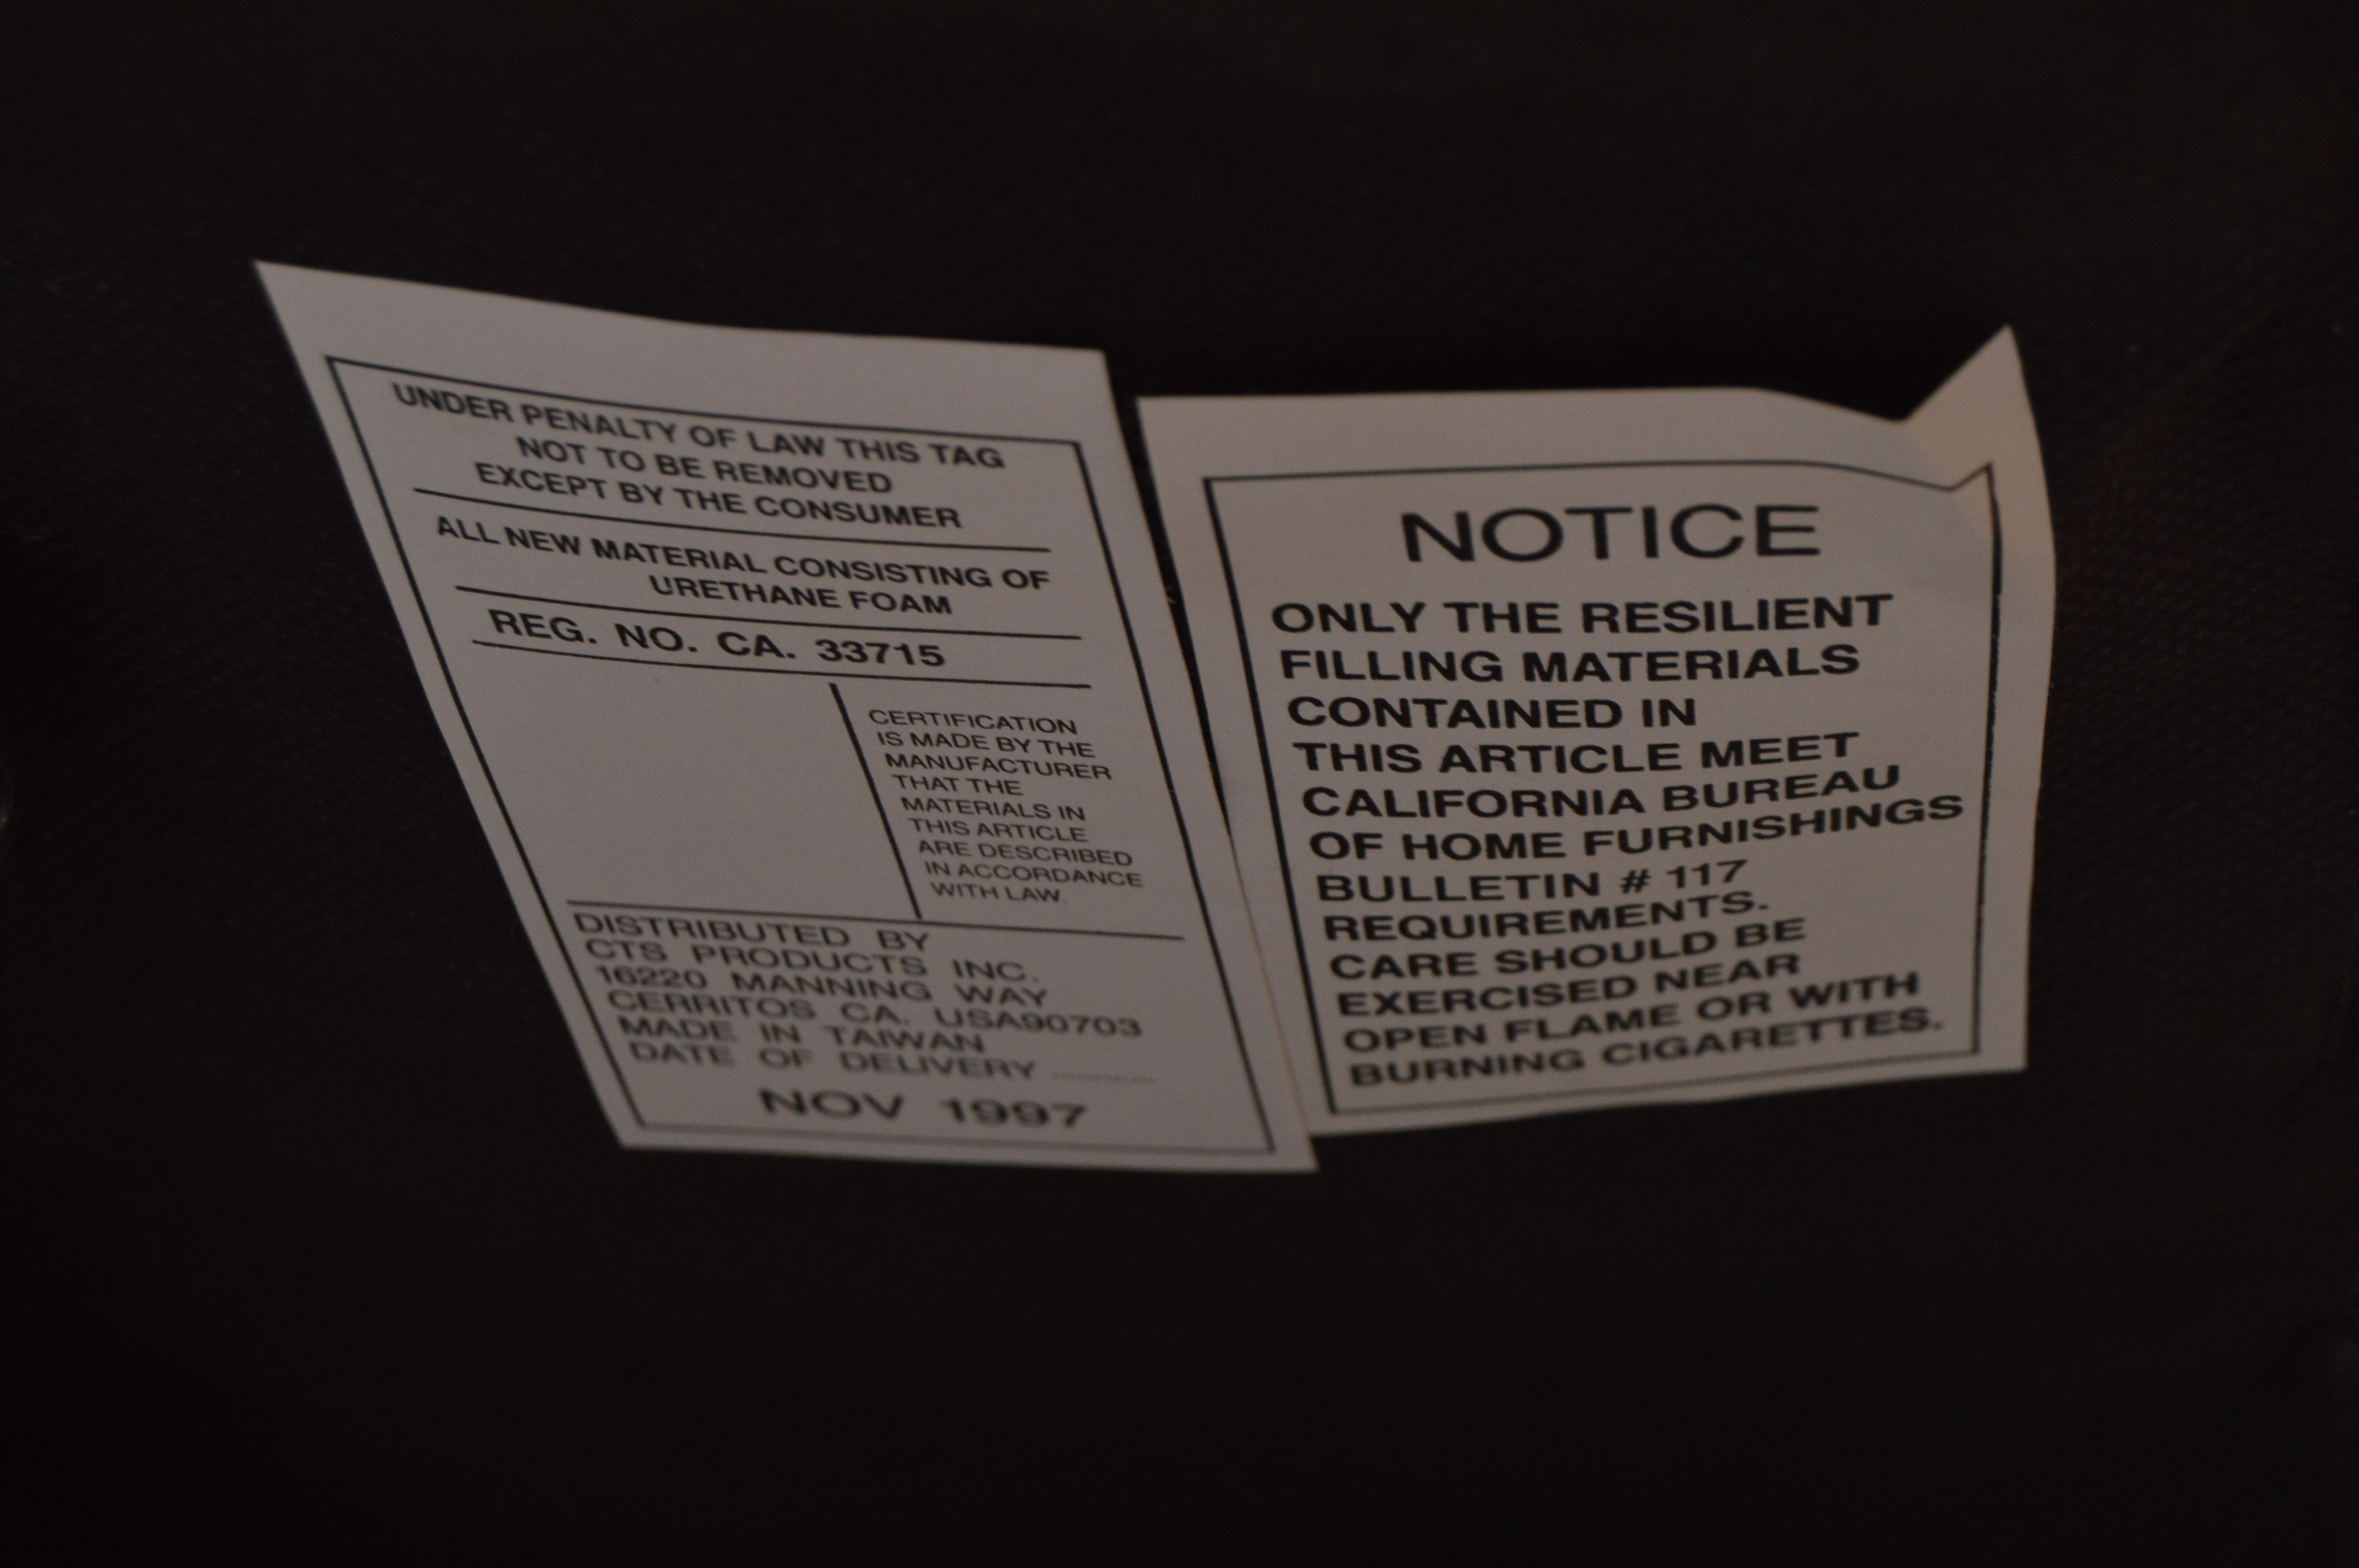 UNDER PENALTY OF LAW THIS TAG
NOT TO BE REMOVED
EXCEPT BY THE CONSUMER
ALL NEW MATERIAL CONSISTING OF
URETHANE FOAM
REG. NO. CA. 33715
CERTIFICATION
IS MADE BY THE
MANUFACTURER
THAT THE
MATERIALS IN
THIS ARTICLE
ARE DESCRIBED
IN ACCORDANCE
WITH LAW.
DISTRIBUTED BY
CTS PRODUCTS INC.
16220 MANNING WAY
CERRITOS CA. USA90703
MADE IN TAIWAN
DATE OF DELIVERY ............
NOV 1997
NOTICE
ONLY THE RESILIENT
FILLING MATERIALS
CONTAINED IN
THIS ARTICLE MEET
CALIFORNIA BUREAU
OF HOME FURNISHINGS
BULLETIN # 117
REQUIREMENTS.
CARE SHOULD BE
EXERCISED NEAR
OPEN FLAME OR WITH
BURNING CIGARETTES.